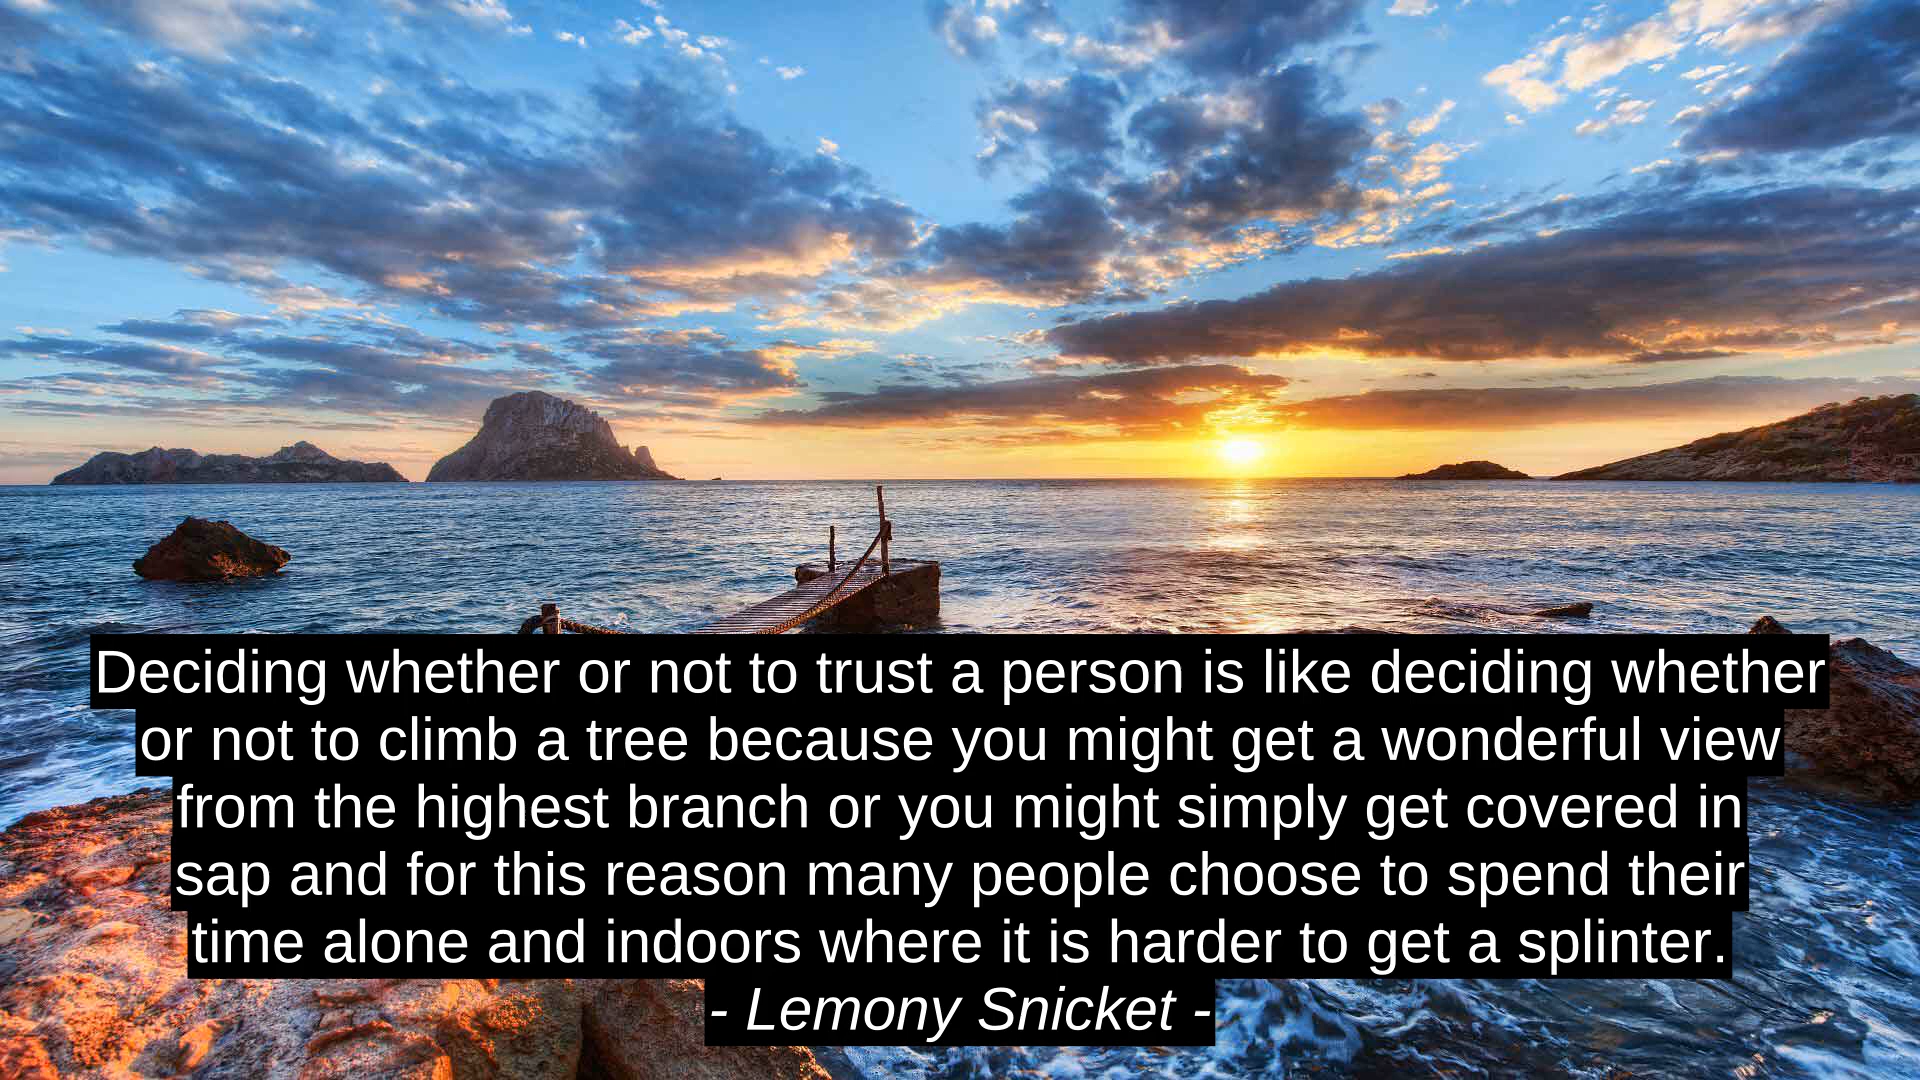 Deciding whether or not to trust a person is like deciding whether
or not to climb a tree because you might get a wonderful view
from the highest branch or you might simply get covered in
sap and for this reason many people choose to spend their
time alone and indoors where it is harder to get a splinter.
- Lemony Snicket -